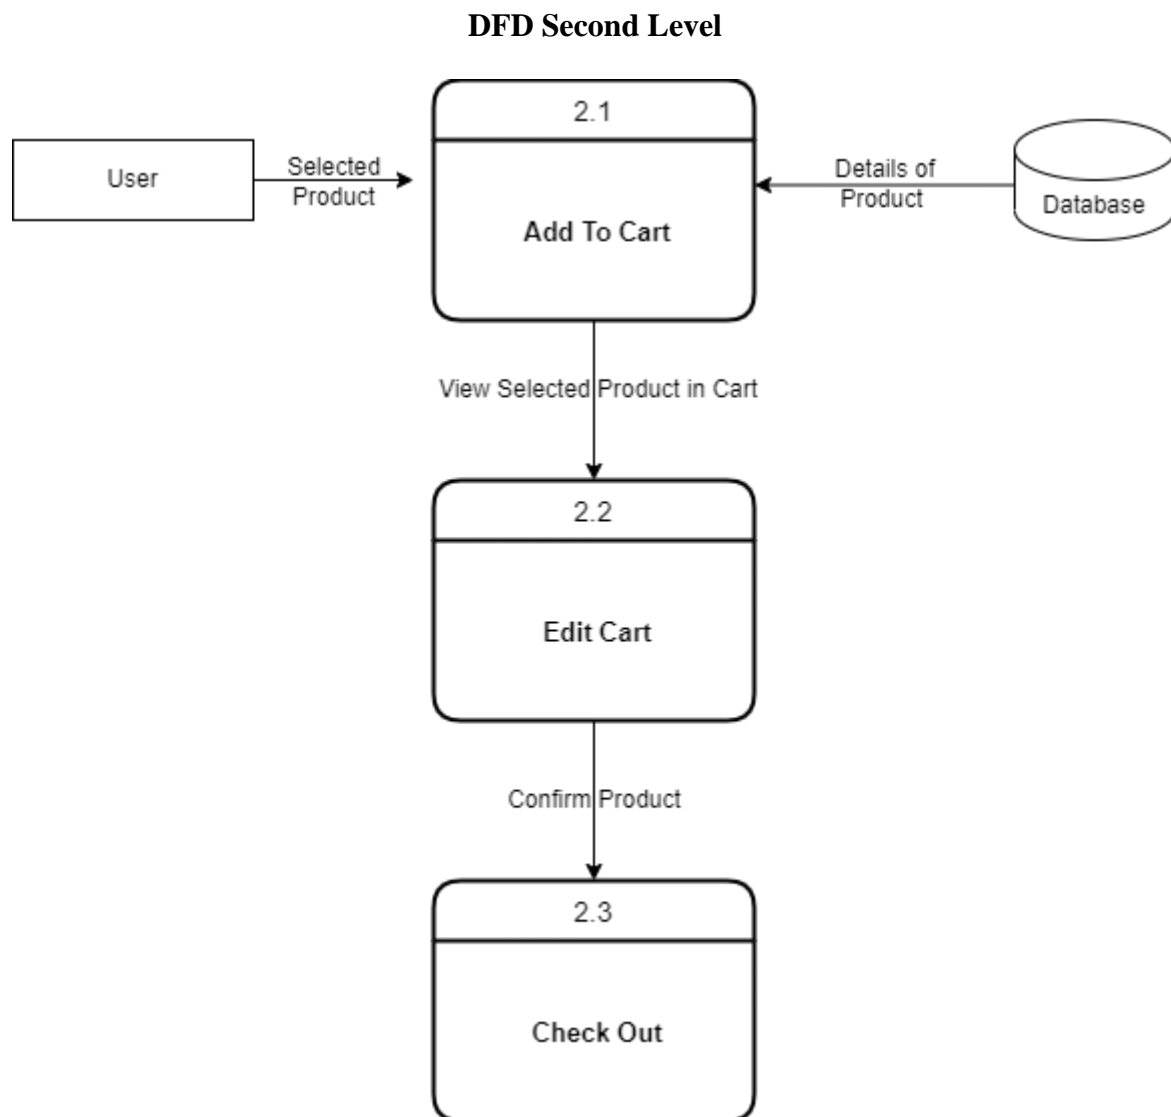 DFD Second Level
2.1
User
Selected
Product
Add To Cart
Details of
Product
Database
View Selected Product in Cart
2.2
Edit Cart
Confirm Product
2.3
Check Out